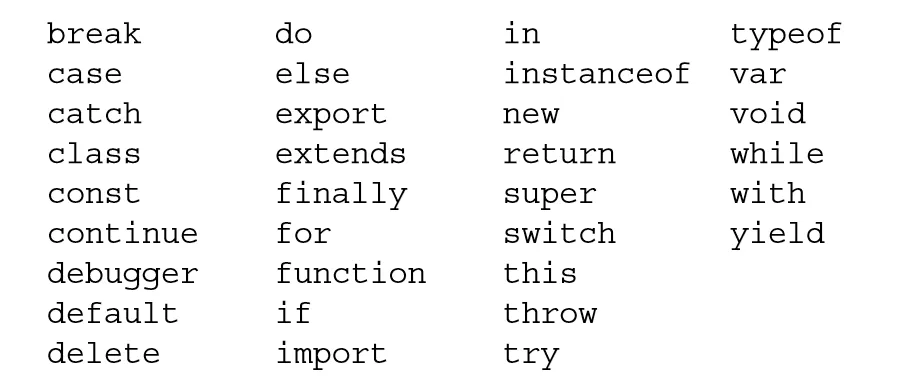 break do in typeof
case else instanceof var
catch export new void
class extends return while
const finally super with
continue for switch yield
debugger function this
default if throw
delete import try